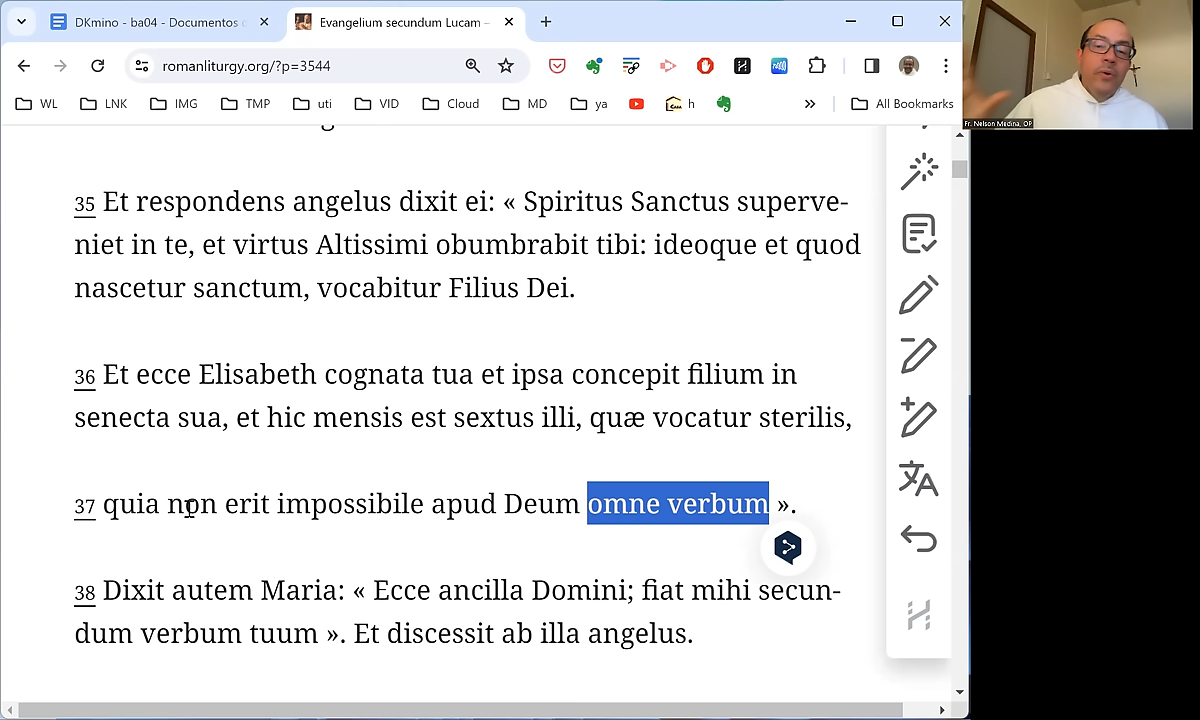 DKmino - ba04 - Documentos
Evangelium secundum Lucam –
romanliturgy.org/?p=3544
WL
LNK
IMG
TMP
uti
VID
Cloud
MD
ya
h
All Bookmarks
Fr. Nelson Medina, OP
35 Et respondens angelus dixit ei: « Spiritus Sanctus superve-
niet in te, et virtus Altissimi obumbrabit tibi: ideoque et quod
nascetur sanctum, vocabitur Filius Dei.
36 Et ecce Elisabeth cognata tua et ipsa concepit filium in
senecta sua, et hic mensis est sextus illi, quæ vocatur sterilis,
37 quia non erit impossibile apud Deum omne verbum ».
38 Dixit autem Maria: « Ecce ancilla Domini; fiat mihi secun-
dum verbum tuum ». Et discessit ab illa angelus.